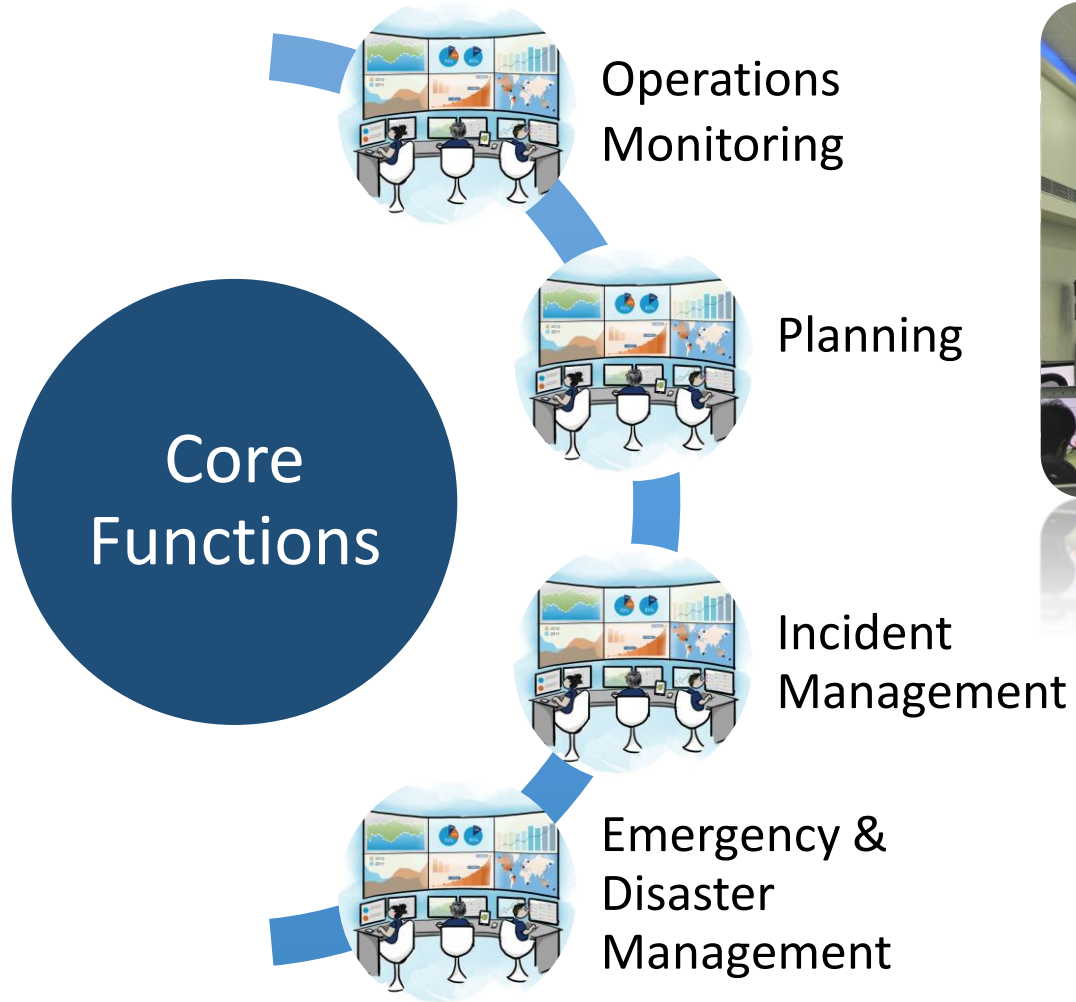 Core
Functions
Operations
Monitoring
Planning
Incident
Management
Emergency &
Disaster
Management